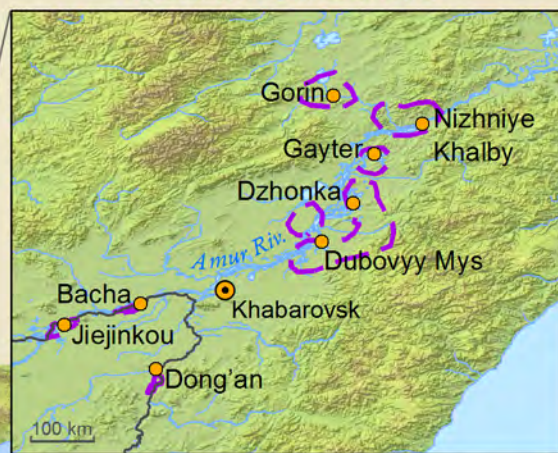 Gorin
Nizhniye
Khalby
Gayter
Dzhonka
Amur Riv.
Dubovyy Mys
Bacha
Khabarovsk
Jiejinkou
Dong'an
100 km